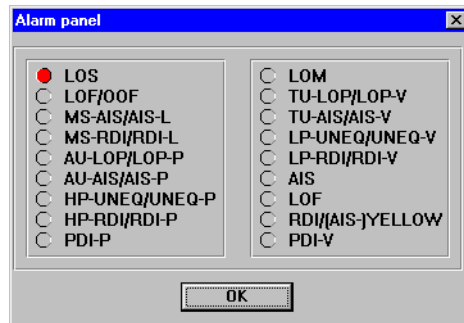 Alarm panel
LOS
LOF/OOF
MS-AIS/AIS-L
MS-RDI/RDI-L
AU-LOP/LOP-P
AU-AIS/AIS-P
HP-UNEQ/UNEQ-P
HP-RDI/RDI-P
PDI-P
LOM
TU-LOP/LOP-V
TU-AIS/AIS-V
LP-UNEQ/UNEQ-V
LP-RDI/RDI-V
AIS
LOF
RDI/(AIS-)YELLOW
PDI-V
OK